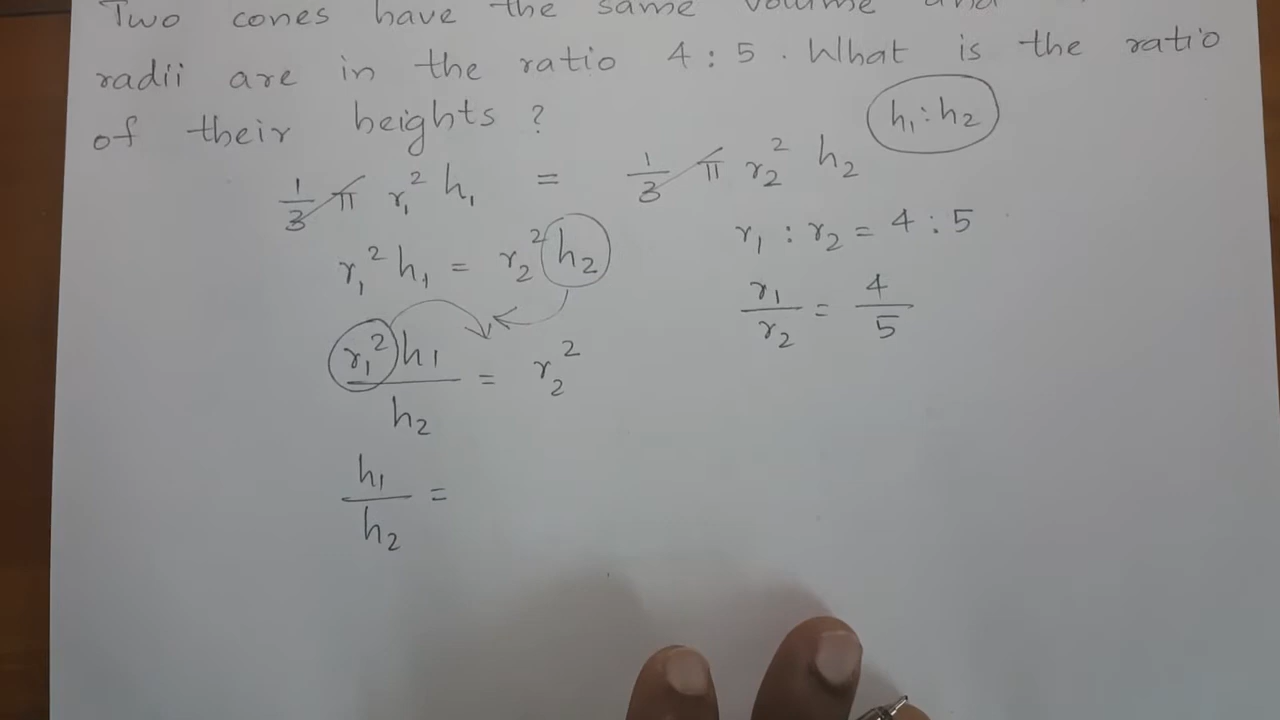 Two cones have the same volume and
radii are in the ratio 4 : 5 . What is the ratio
of their heights ?
h₁ : h₂
1/3 π r₁² h₁ = 1/3 π r₂² h₂
r₁² h₁ = r₂² h₂
r₁ : r₂ = 4 : 5
r₁/r₂ = 4/5
r₁² h₁/h₂ = r₂²
h₁/h₂ =